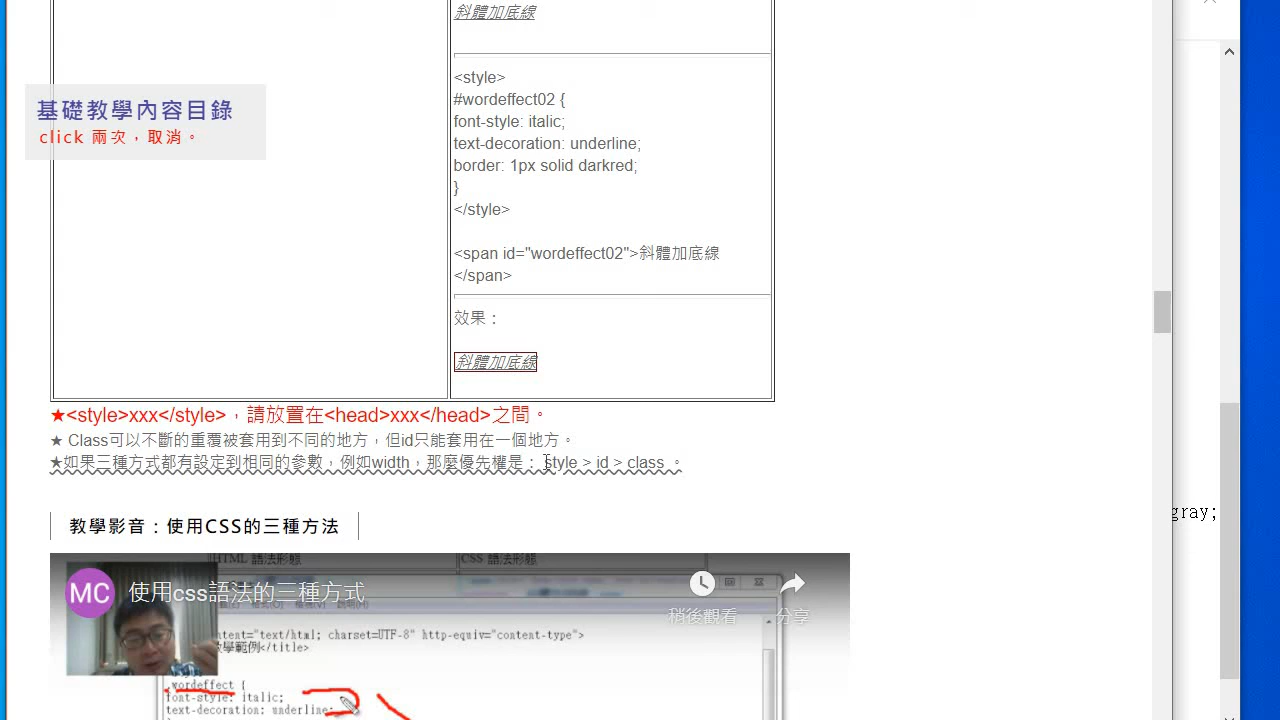 斜體加底線
<style>
#wordeffect02 {
font-style: italic;
text-decoration: underline;
border: 1px solid darkred;
}
</style>
<span id="wordeffect02">斜體加底線
</span>
效果：
斜體加底線
基礎教學內容目錄
click 兩次，取消。
★<style>xxx</style>，請放置在<head>xxx</head>之間。
★ Class可以不斷的重覆被套用到不同的地方，但id只能套用在一個地方。
★如果三種方式都有設定到相同的參數，例如width，那麼優先權是： style > id > class 。
gray;
教學影音：使用CSS的三種方法
HTML 語法形態
CSS 語法形態
MC
使用css語法的三種方式
稍後觀看
分享
ntent="text/html; charset=UTF-8" http-equiv="content-type">
教學範例</title>
.wordeffect {
font-style: italic;
text-decoration: underline;